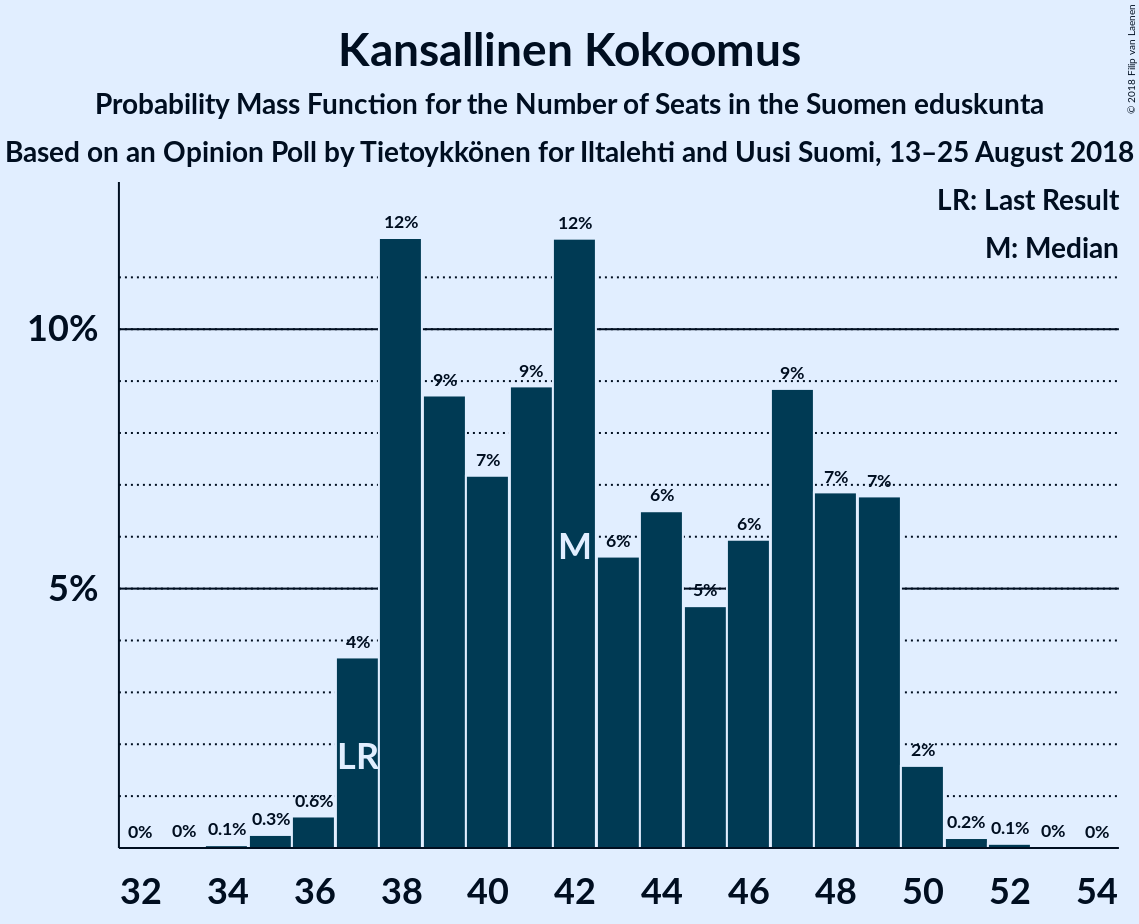 Kansallinen Kokoomus
Probability Mass Function for the Number of Seats in the Suomen eduskunta
Based on an Opinion Poll by Tietoykkönen for Iltalehti and Uusi Suomi, 13–25 August 2018
© 2018 Filip van Laenen
LR: Last Result
M: Median
10%
5%
0% 0% 0.1% 0.3% 0.6% 4% 12% 9% 7% 9% 12% 6% 6% 5% 6% 9% 7% 7% 2% 0.2% 0.1% 0% 0%
LR
M
32 34 36 38 40 42 44 46 48 50 52 54